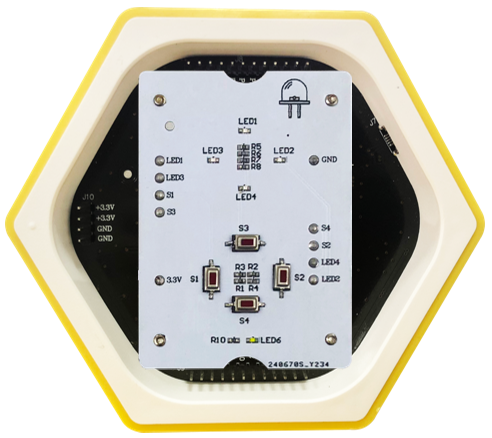 LED1
LED3
LED2
R5
R6
R7
R8
LED1
GND
LED3
LED4
S1
S3
J10
+3.3V
+3.3V
GND
GND
S4
S3
S2
LED4
3.3V
S1
R3 R2
R1 R4
S2
LED2
S4
R10
LED6
240670S_Y234